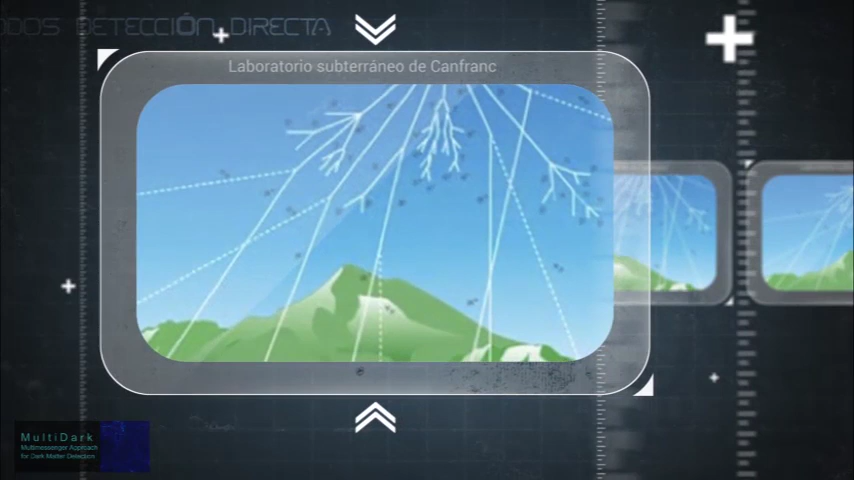 DETECCIÓN DIRECTA
Laboratorio subterráneo de Canfranc
MultiDark
Multimessenger Approach
for Dark Matter Detection